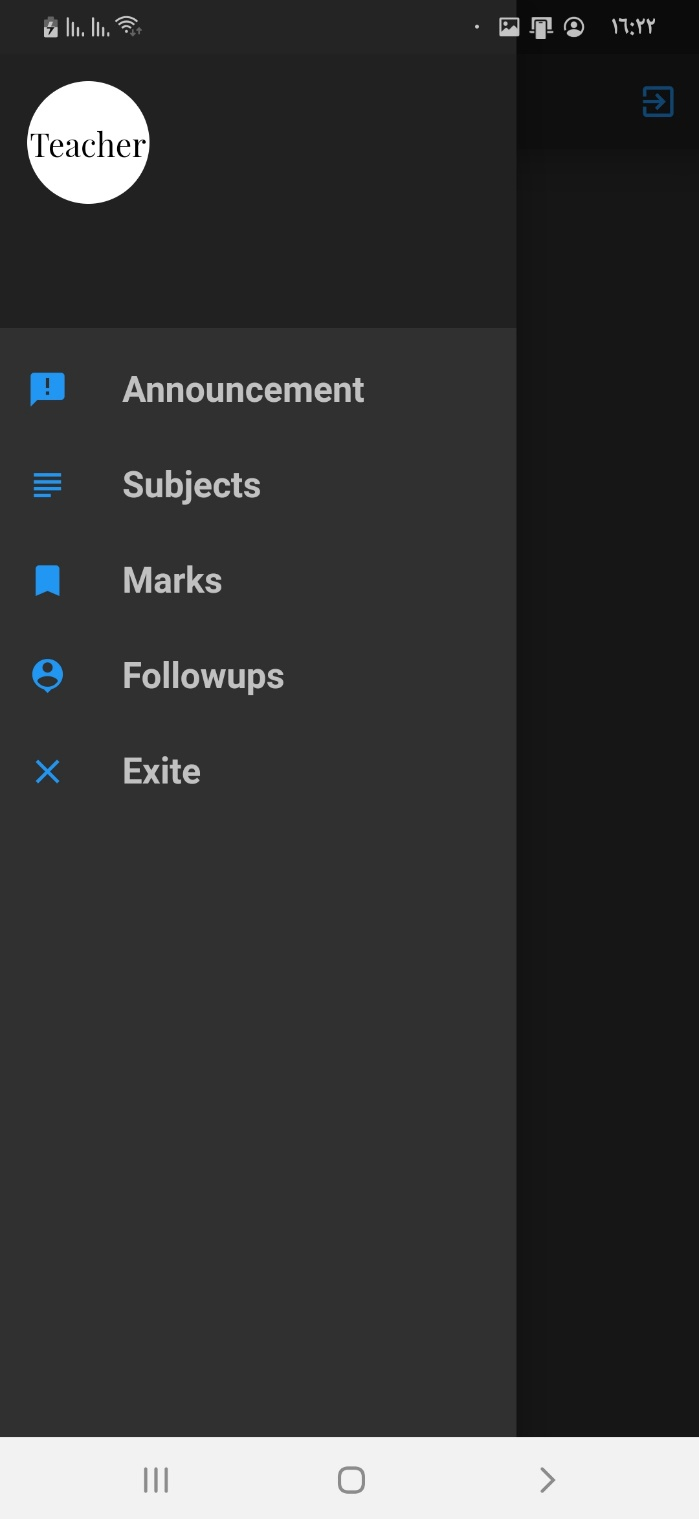 ١٦:٢٢
Teacher
Announcement
Subjects
Marks
Followups
Exite